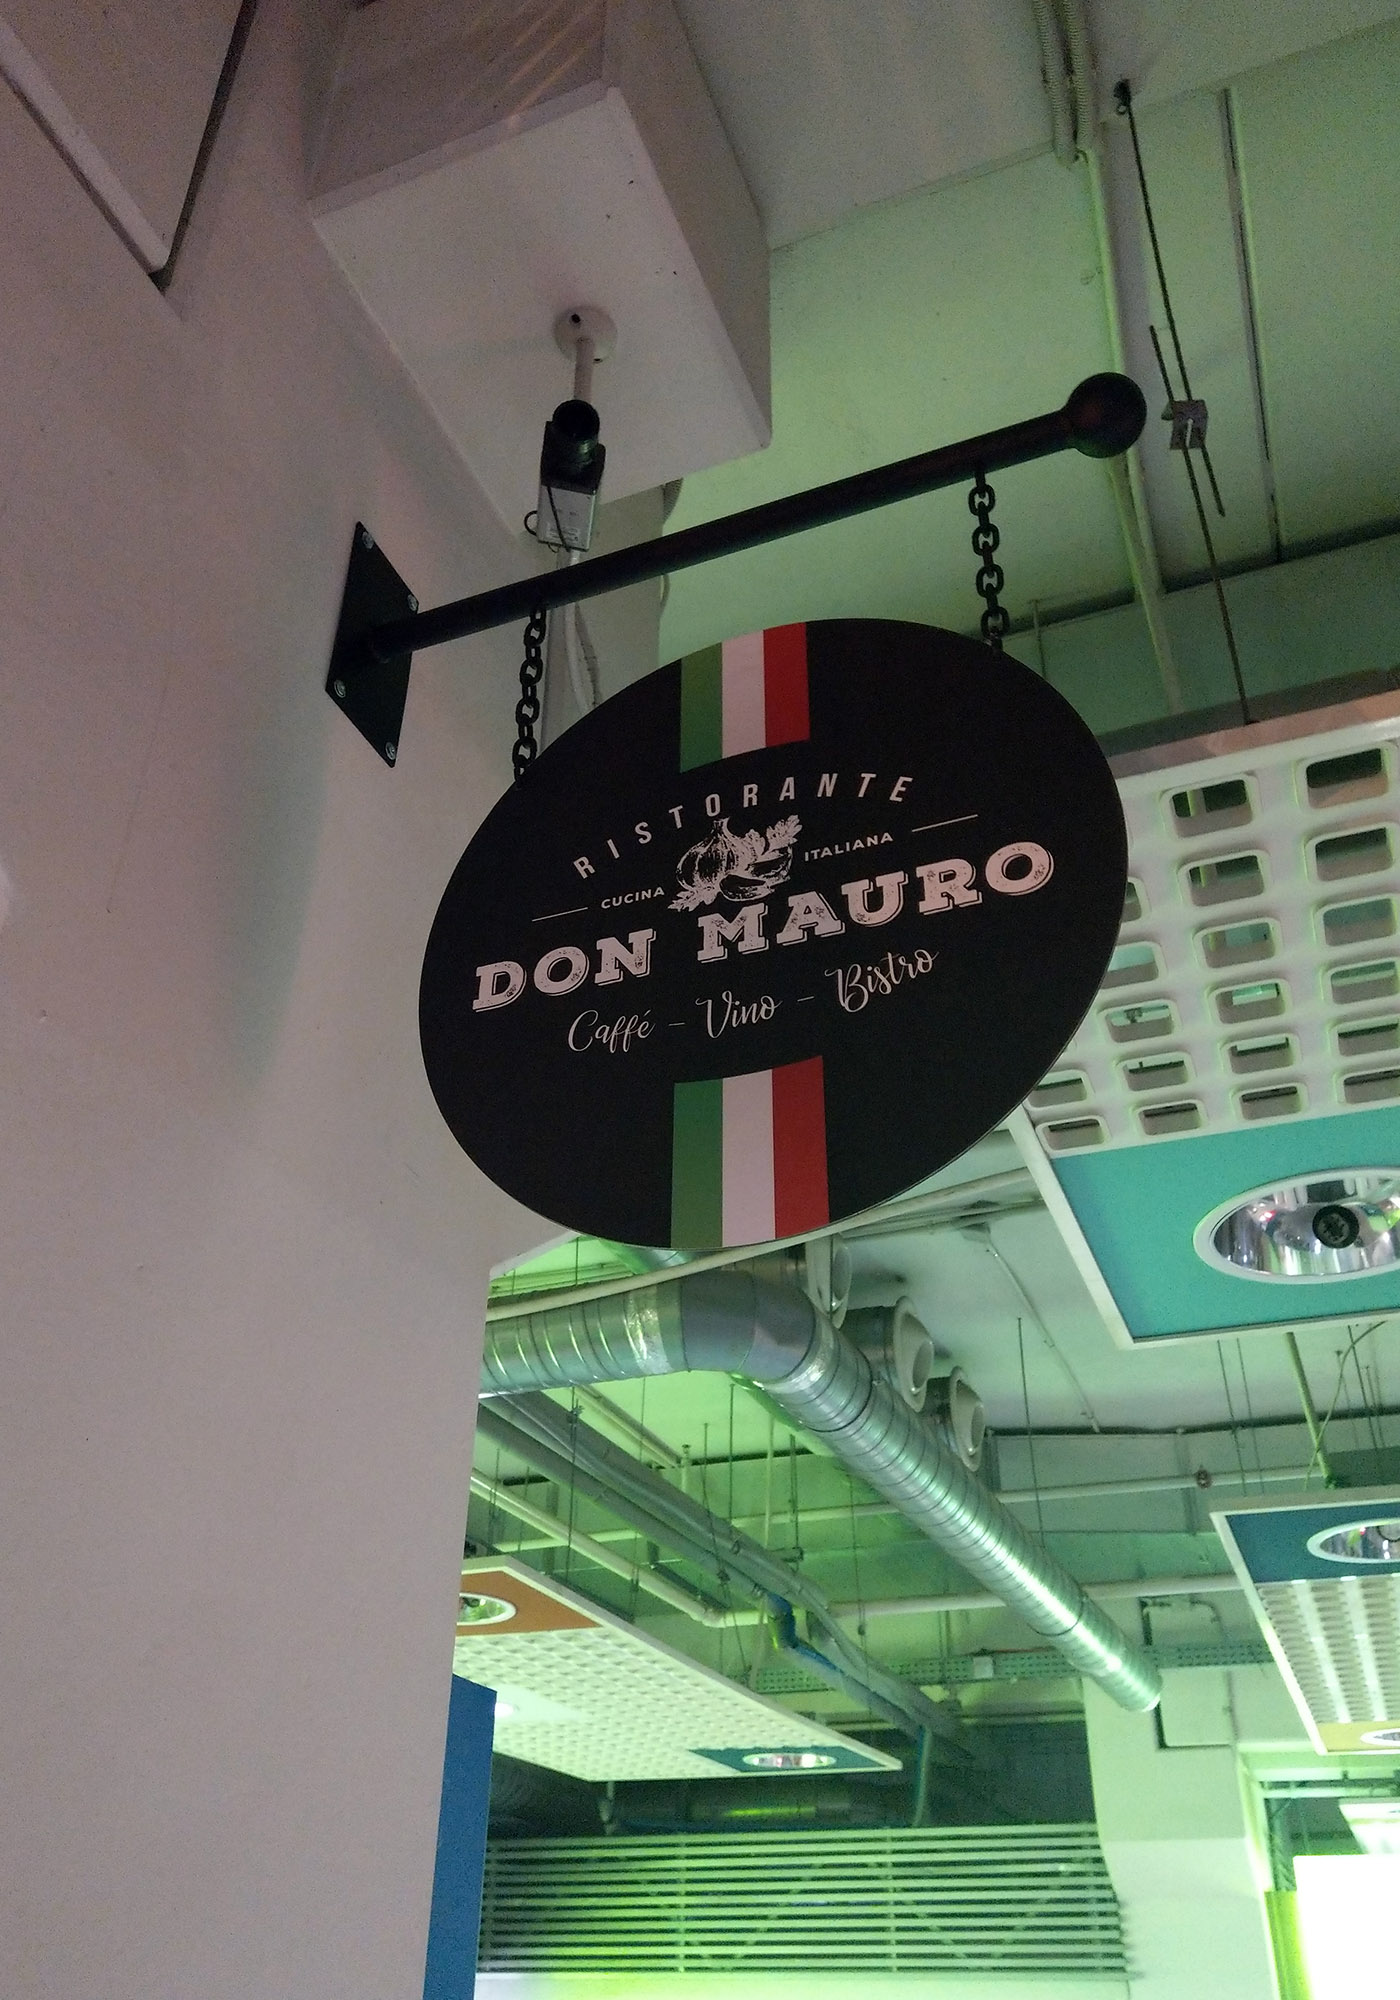 RISTORANTE
CUCINA ITALIANA
DON MAURO
Caffé - Vino - Bistro